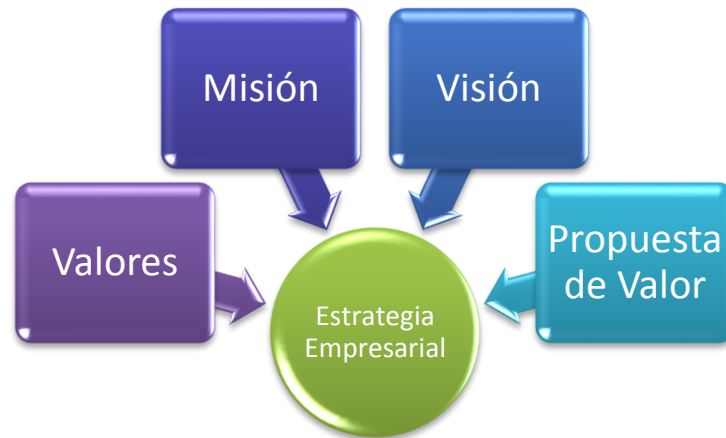 Misión
Visión
Valores
Propuesta
de Valor
Estrategia
Empresarial